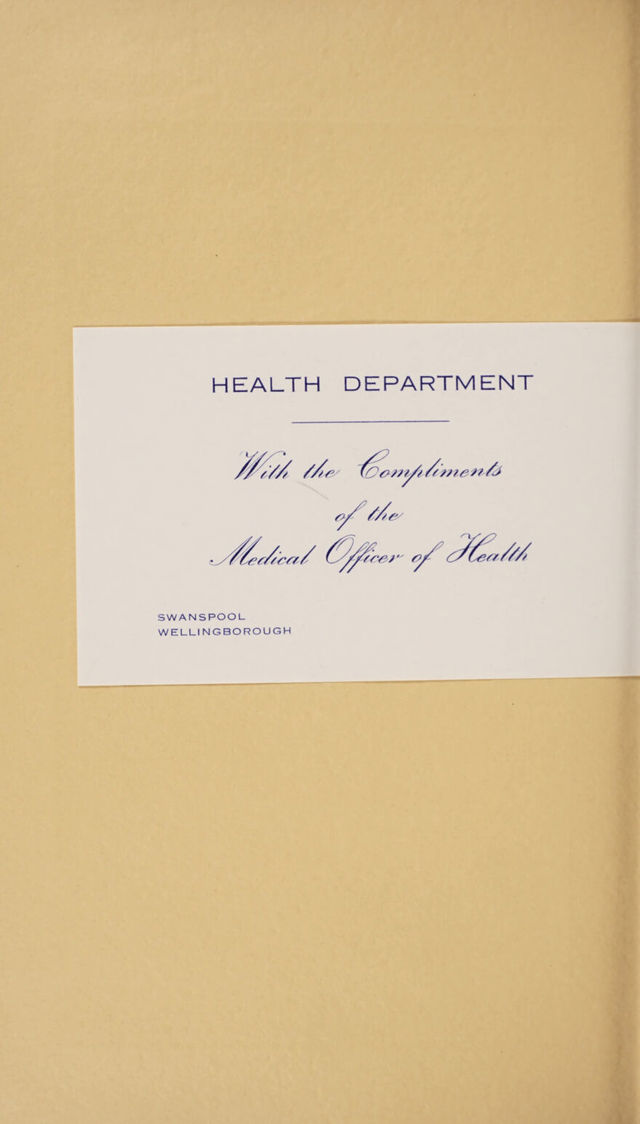 HEALTH DEPARTMENT
With the Compliments
of the
Medical Officer of Health
SWANSPOOL
WELLINGBOROUGH